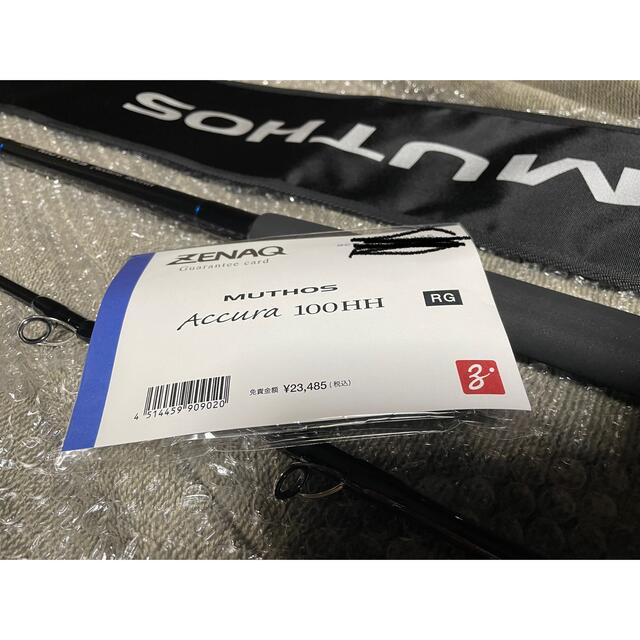 MUTHOS
ZENAQ
Guarantee card
MUTHOS
Accura 100HH
RG
免責金額 ¥23,485 (税込)
4 514459 909020